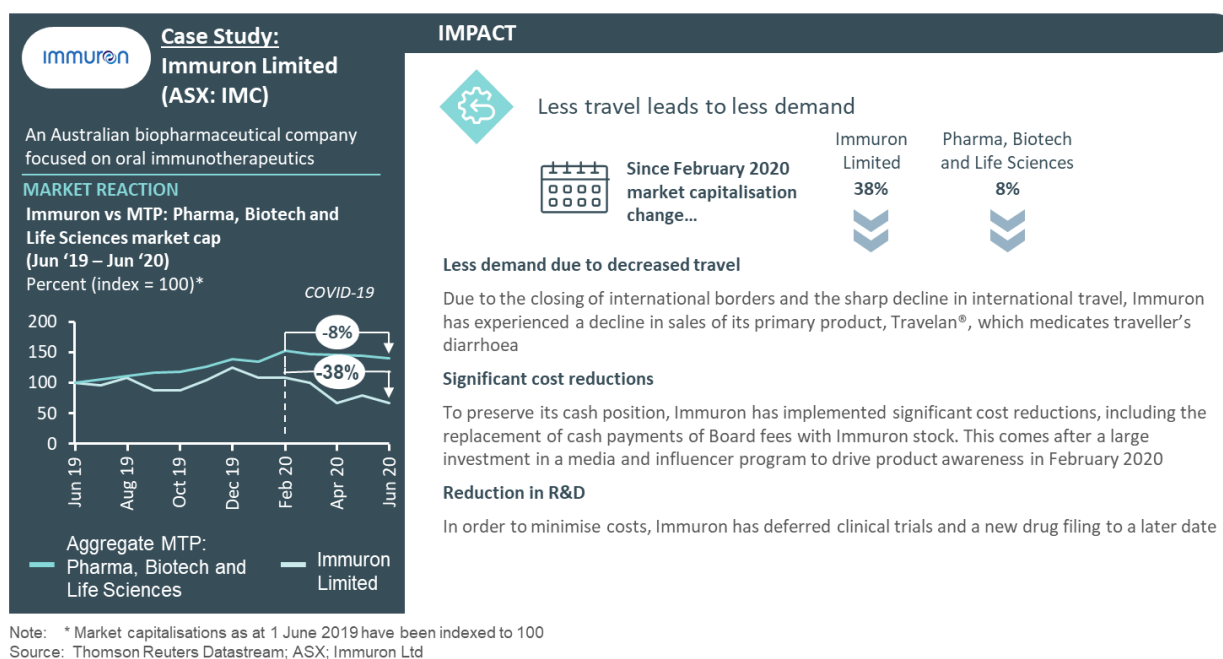 immuron
Case Study:
Immuron Limited
(ASX: IMC)
An Australian biopharmaceutical company
focused on oral immunotherapeutics
MARKET REACTION
Immuron vs MTP: Pharma, Biotech and
Life Sciences market cap
(Jun ‘19 – Jun ‘20)
Percent (index = 100)*
COVID-19
200
150
100
50
0
-8%
-38%
Jun 19
Aug 19
Oct 19
Dec 19
Feb 20
Apr 20
Jun 20
Aggregate MTP:
Pharma, Biotech and
Life Sciences
Immuron
Limited
IMPACT
Less travel leads to less demand
Since February 2020
market capitalisation
change...
Immuron
Limited
38%
Pharma, Biotech
and Life Sciences
8%
Less demand due to decreased travel
Due to the closing of international borders and the sharp decline in international travel, Immuron
has experienced a decline in sales of its primary product, Travelan®, which medicates traveller’s
diarrhoea
Significant cost reductions
To preserve its cash position, Immuron has implemented significant cost reductions, including the
replacement of cash payments of Board fees with Immuron stock. This comes after a large
investment in a media and influencer program to drive product awareness in February 2020
Reduction in R&D
In order to minimise costs, Immuron has deferred clinical trials and a new drug filing to a later date
Note: * Market capitalisations as at 1 June 2019 have been indexed to 100
Source: Thomson Reuters Datastream; ASX; Immuron Ltd